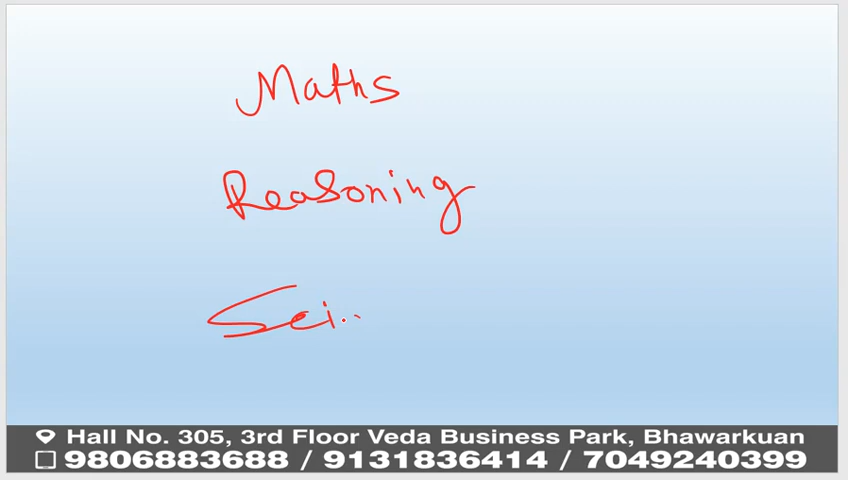 Maths
Reasoning
Sci..
Hall No. 305, 3rd Floor Veda Business Park, Bhawarkuan
9806883688 / 9131836414 / 7049240399